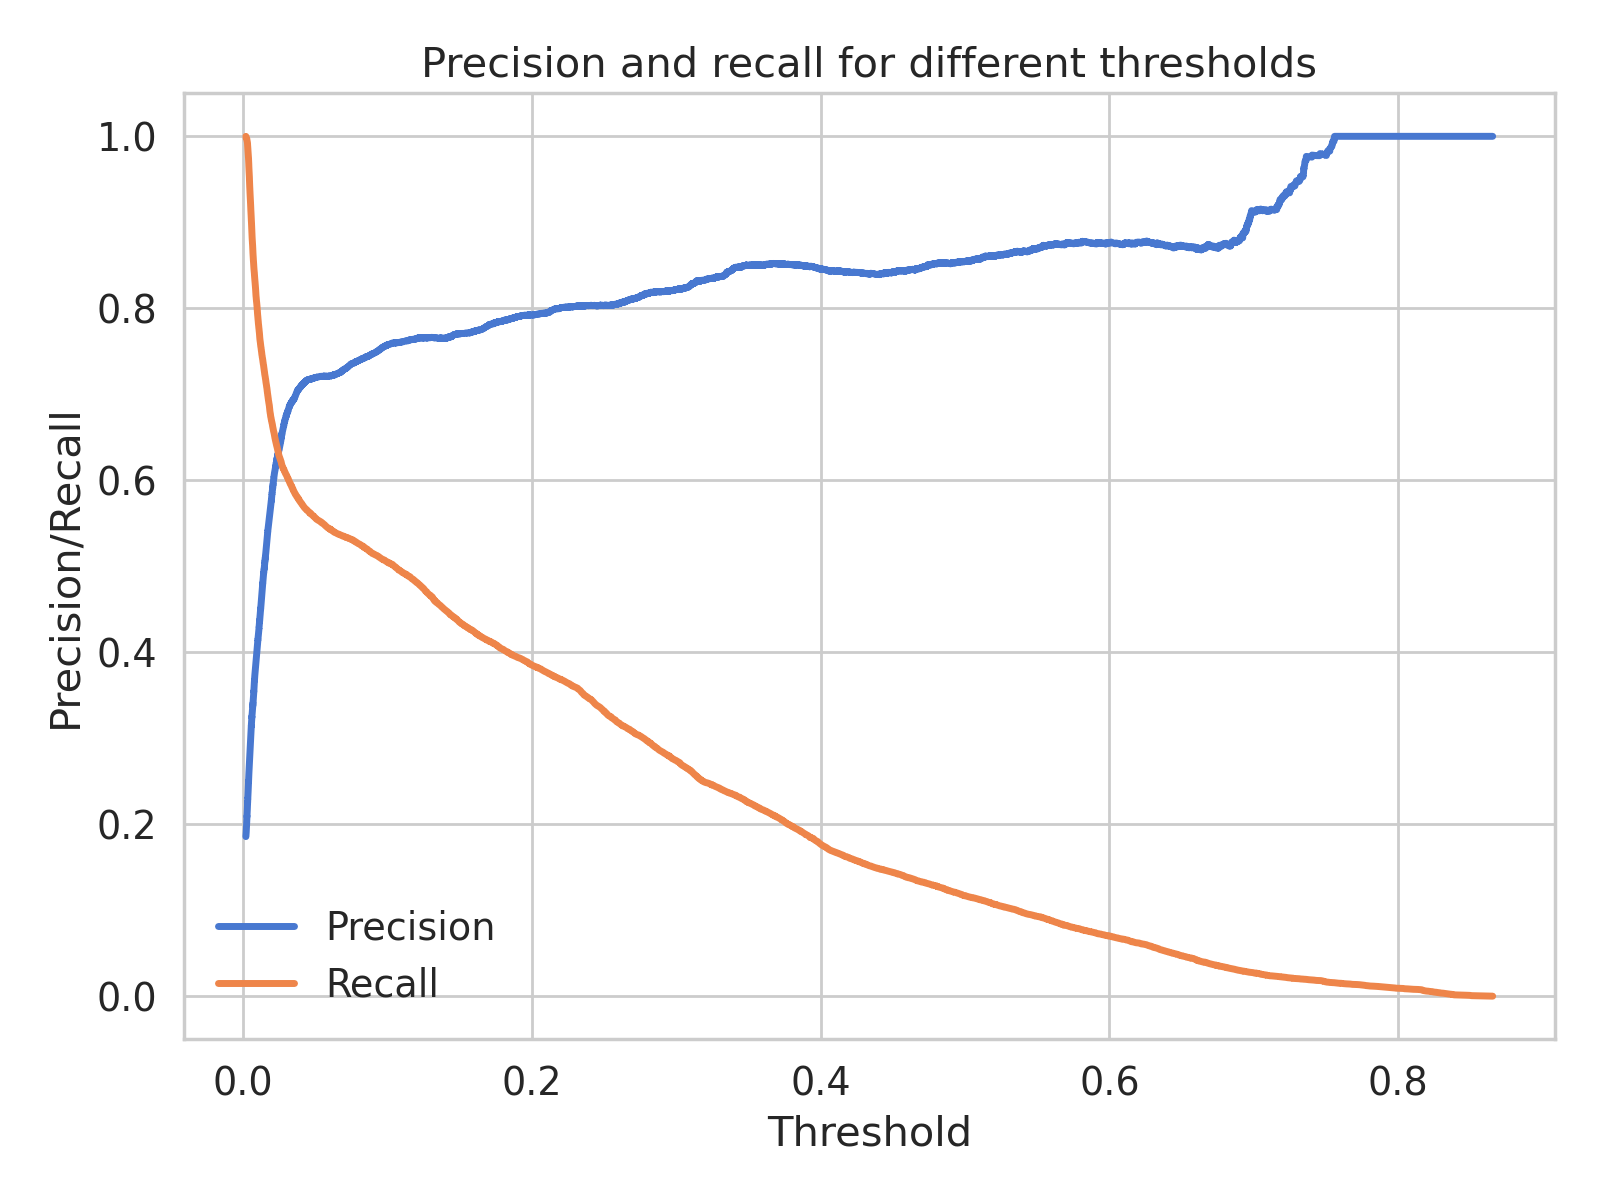 Precision and recall for different thresholds
1.0
0.8
0.6
0.4
0.2
0.0
Precision/Recall
Precision
Recall
0.0 0.2 0.4 0.6 0.8
Threshold